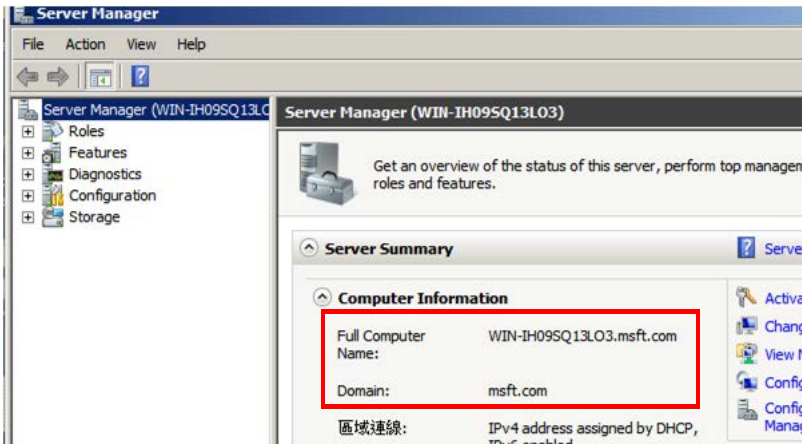 Server Manager
File Action View Help
Server Manager (WIN-IH09SQ13LO
Roles
Features
Diagnostics
Configuration
Storage
Server Manager (WIN-IH09SQ13LO3)
Get an overview of the status of this server, perform top managem
roles and features.
Server Summary
Serve
Computer Information
Activa
Full Computer
Name:
WIN-IH09SQ13LO3.msft.com
Chang
View N
Domain:
msft.com
Config
Config
Manag
區域連線:
IPv4 address assigned by DHCP,
IPv6 enabled